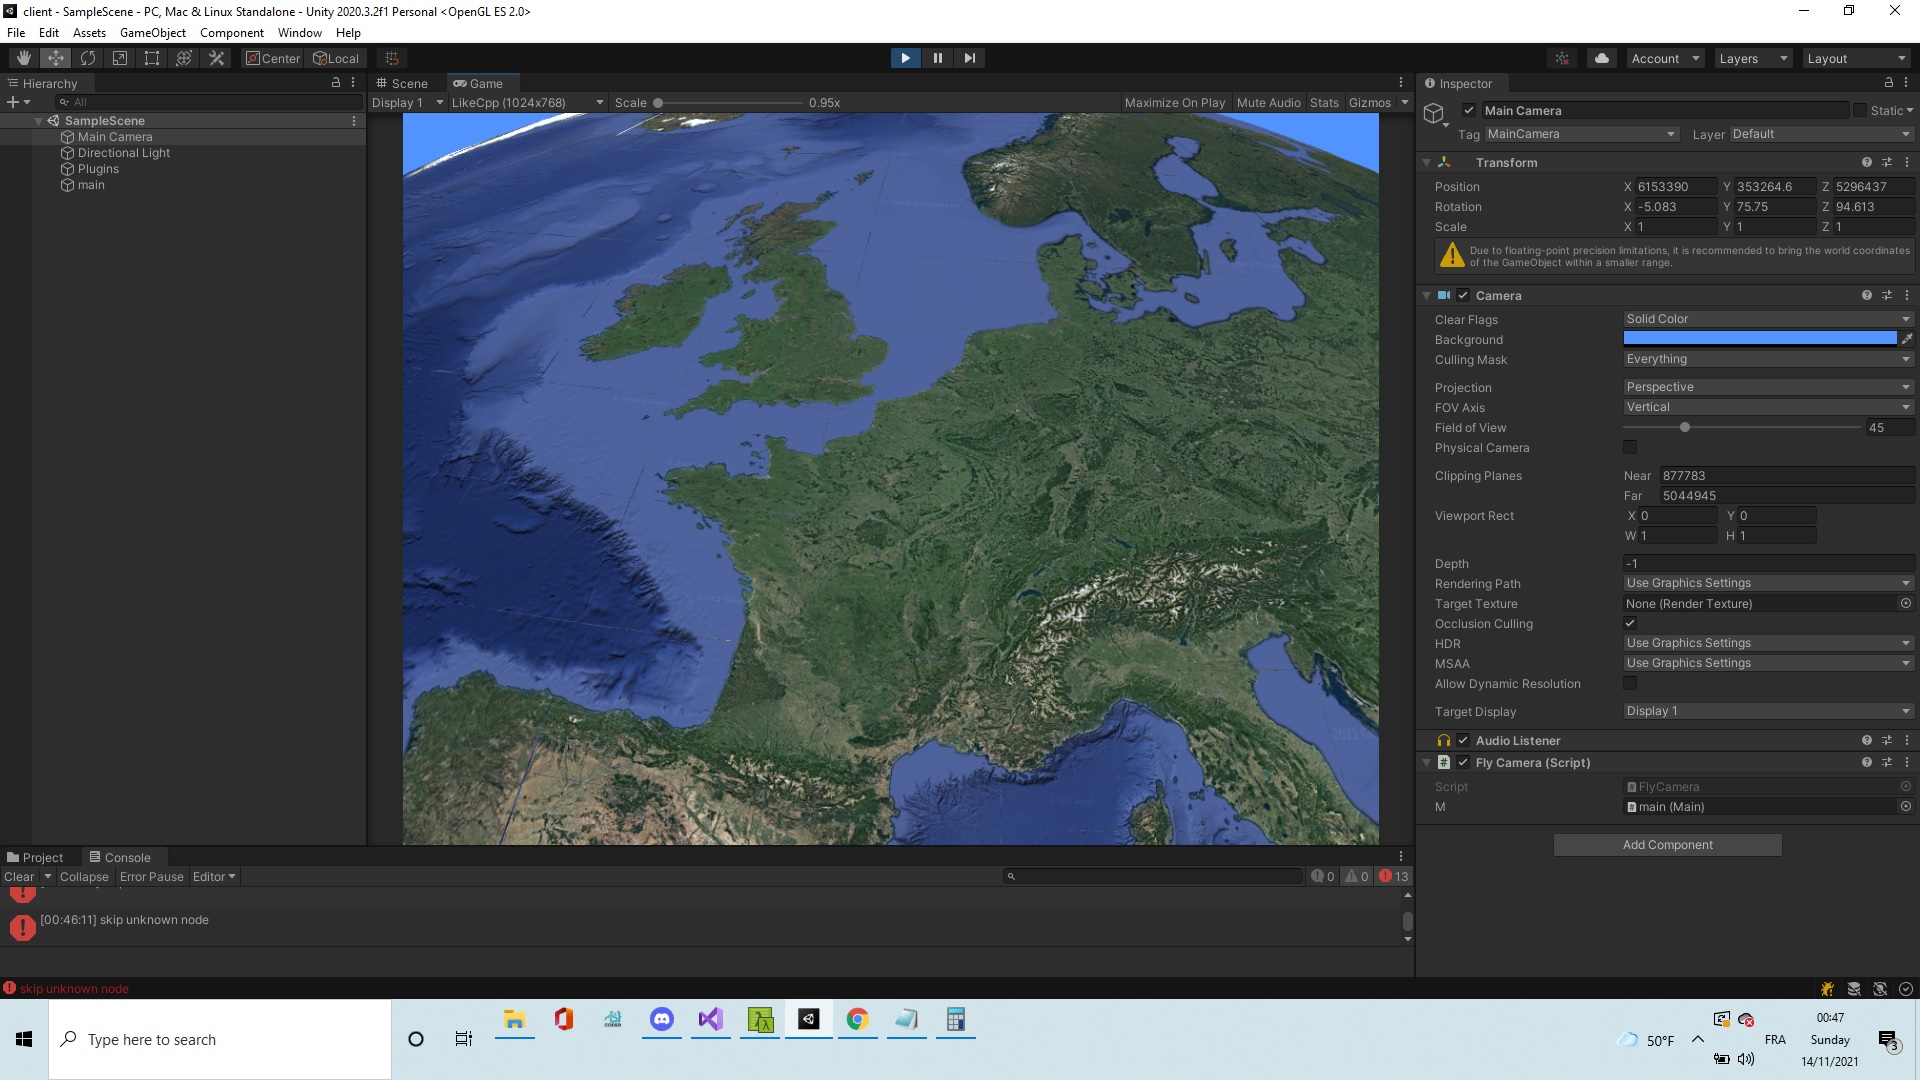 client - SampleScene - PC, Mac & Linux Standalone - Unity 2020.3.2f1 Personal <OpenGL ES 2.0>
File Edit Assets GameObject Component Window Help
Center Local Account Layers Layout
Hierarchy
All
SampleScene
Main Camera
Directional Light
Plugins
main
Scene Game
Display 1 LikeCpp (1024x768) Scale 0.95x Maximize On Play Mute Audio Stats Gizmos
Inspector
Main Camera Static
Tag MainCamera Layer Default
Transform
Position X 6153390 Y 353264.6 Z 5296437
Rotation X -5.083 Y 75.75 Z 94.613
Scale X 1 Y 1 Z 1
Due to floating-point precision limitations, it is recommended to bring the world coordinates
of the GameObject within a smaller range.
Camera
Clear Flags Solid Color
Background
Culling Mask Everything
Projection Perspective
FOV Axis Vertical
Field of View 45
Physical Camera
Clipping Planes Near 877783
Far 5044945
Viewport Rect X 0 Y 0
W 1 H 1
Depth -1
Rendering Path Use Graphics Settings
Target Texture None (Render Texture)
Occlusion Culling
HDR Use Graphics Settings
MSAA Use Graphics Settings
Allow Dynamic Resolution
Target Display Display 1
Audio Listener
Fly Camera (Script)
Script FlyCamera
M main (Main)
Add Component
Project Console
Clear Collapse Error Pause Editor 0 0 13
[00:46:11] skip unknown node
skip unknown node
Type here to search
50°F
FRA
00:47
Sunday
14/11/2021
3